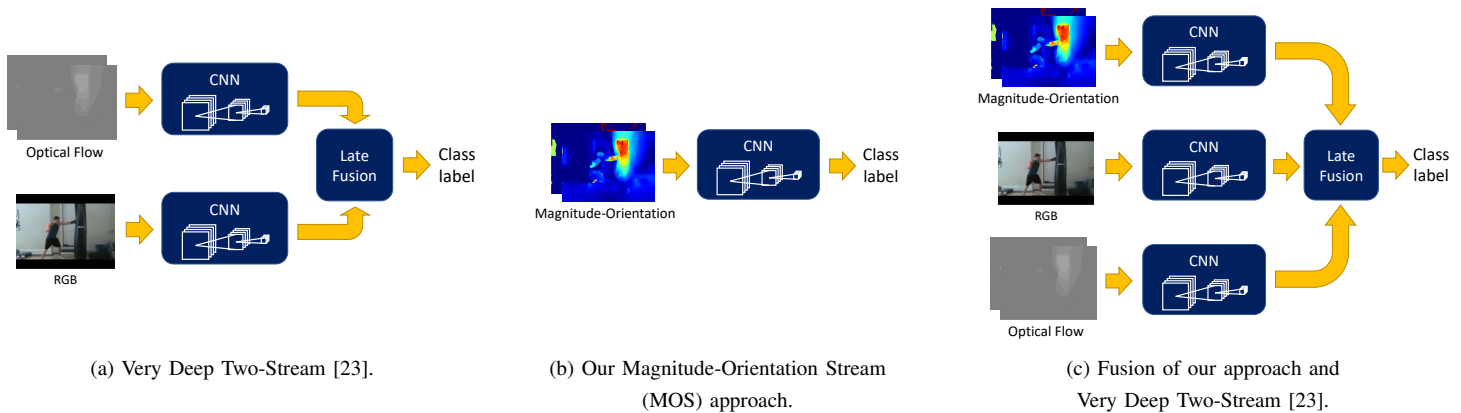 CNN
Optical Flow
Late
Fusion
Class
label
CNN
RGB
(a) Very Deep Two-Stream [23].
CNN
Magnitude-Orientation
Class
label
(b) Our Magnitude-Orientation Stream
(MOS) approach.
CNN
Magnitude-Orientation
CNN
RGB
Late
Fusion
Class
label
CNN
Optical Flow
(c) Fusion of our approach and
Very Deep Two-Stream [23].